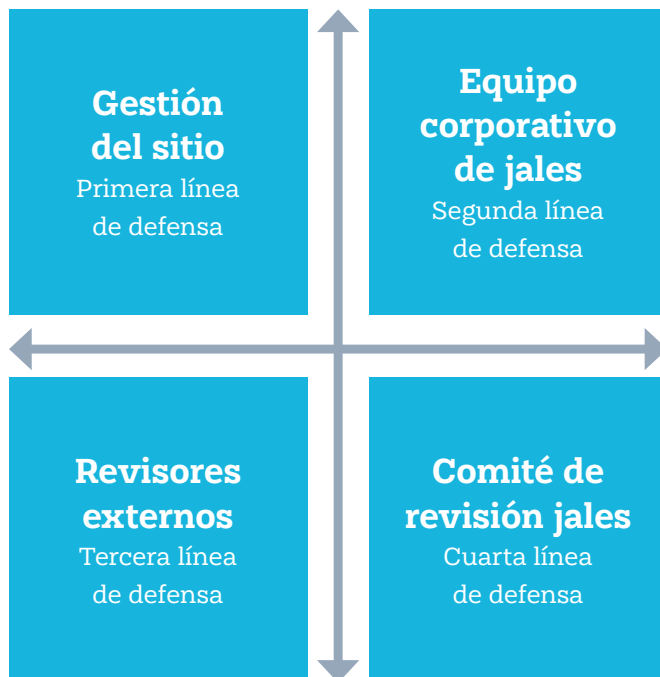 Gestión
del sitio
Primera línea
de defensa
Equipo
corporativo
de jales
Segunda línea
de defensa
Revisores
externos
Tercera línea
de defensa
Comité de
revisión jales
Cuarta línea
de defensa